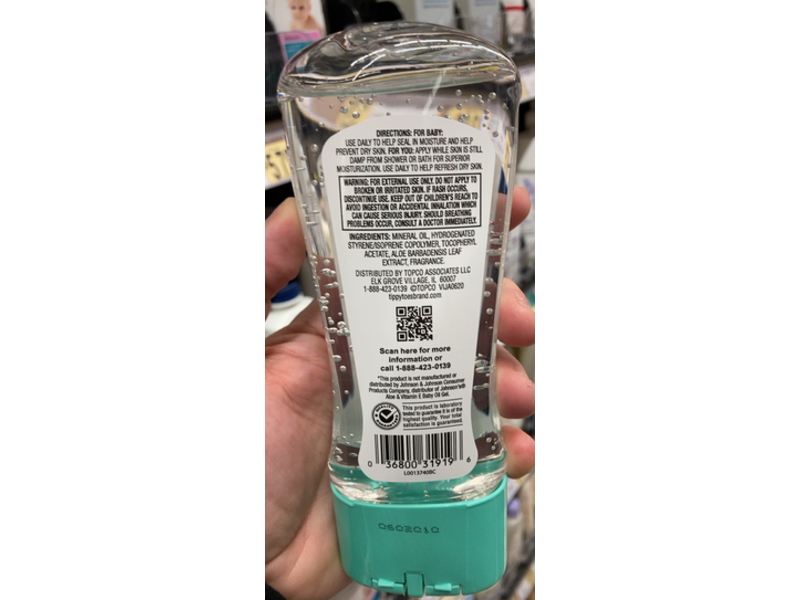 DIRECTIONS: FOR BABY:
USE DAILY TO HELP SEAL IN MOISTURE AND HELP
PREVENT DRY SKIN. FOR YOU: APPLY WHILE SKIN IS STILL
DAMP FROM SHOWER OR BATH FOR SUPERIOR
MOISTURIZATION. USE DAILY TO HELP REFRESH DRY SKIN.
WARNING: FOR EXTERNAL USE ONLY. DO NOT APPLY TO
BROKEN OR IRRITATED SKIN. IF RASH OCCURS,
DISCONTINUE USE. KEEP OUT OF CHILDREN'S REACH TO
AVOID INGESTION OR ACCIDENTAL INHALATION WHICH
CAN CAUSE SERIOUS INJURY. SHOULD BREATHING
PROBLEMS OCCUR, CONSULT A DOCTOR IMMEDIATELY.
INGREDIENTS: MINERAL OIL, HYDROGENATED
STYRENE/ISOPRENE COPOLYMER, TOCOPHERYL
ACETATE, ALOE BARBADENSIS LEAF
EXTRACT, FRAGRANCE.
DISTRIBUTED BY TOPCO ASSOCIATES LLC
ELK GROVE VILLAGE, IL 60007
1-888-423-0139 ©TOPCO VIJA0620
tippytoesbrand.com
Scan here for more
information or
call 1-888-423-0139
*This product is not manufactured or
distributed by Johnson & Johnson Consumer
Products Company, distributor of Johnson's®
Aloe & Vitamin E Baby Oil Gel.
QUALITY GUARANTEED
This product is laboratory
tested to guarantee it is of the
highest quality. Your total
satisfaction is guaranteed.
0 36800 31919 6
L0013740BC